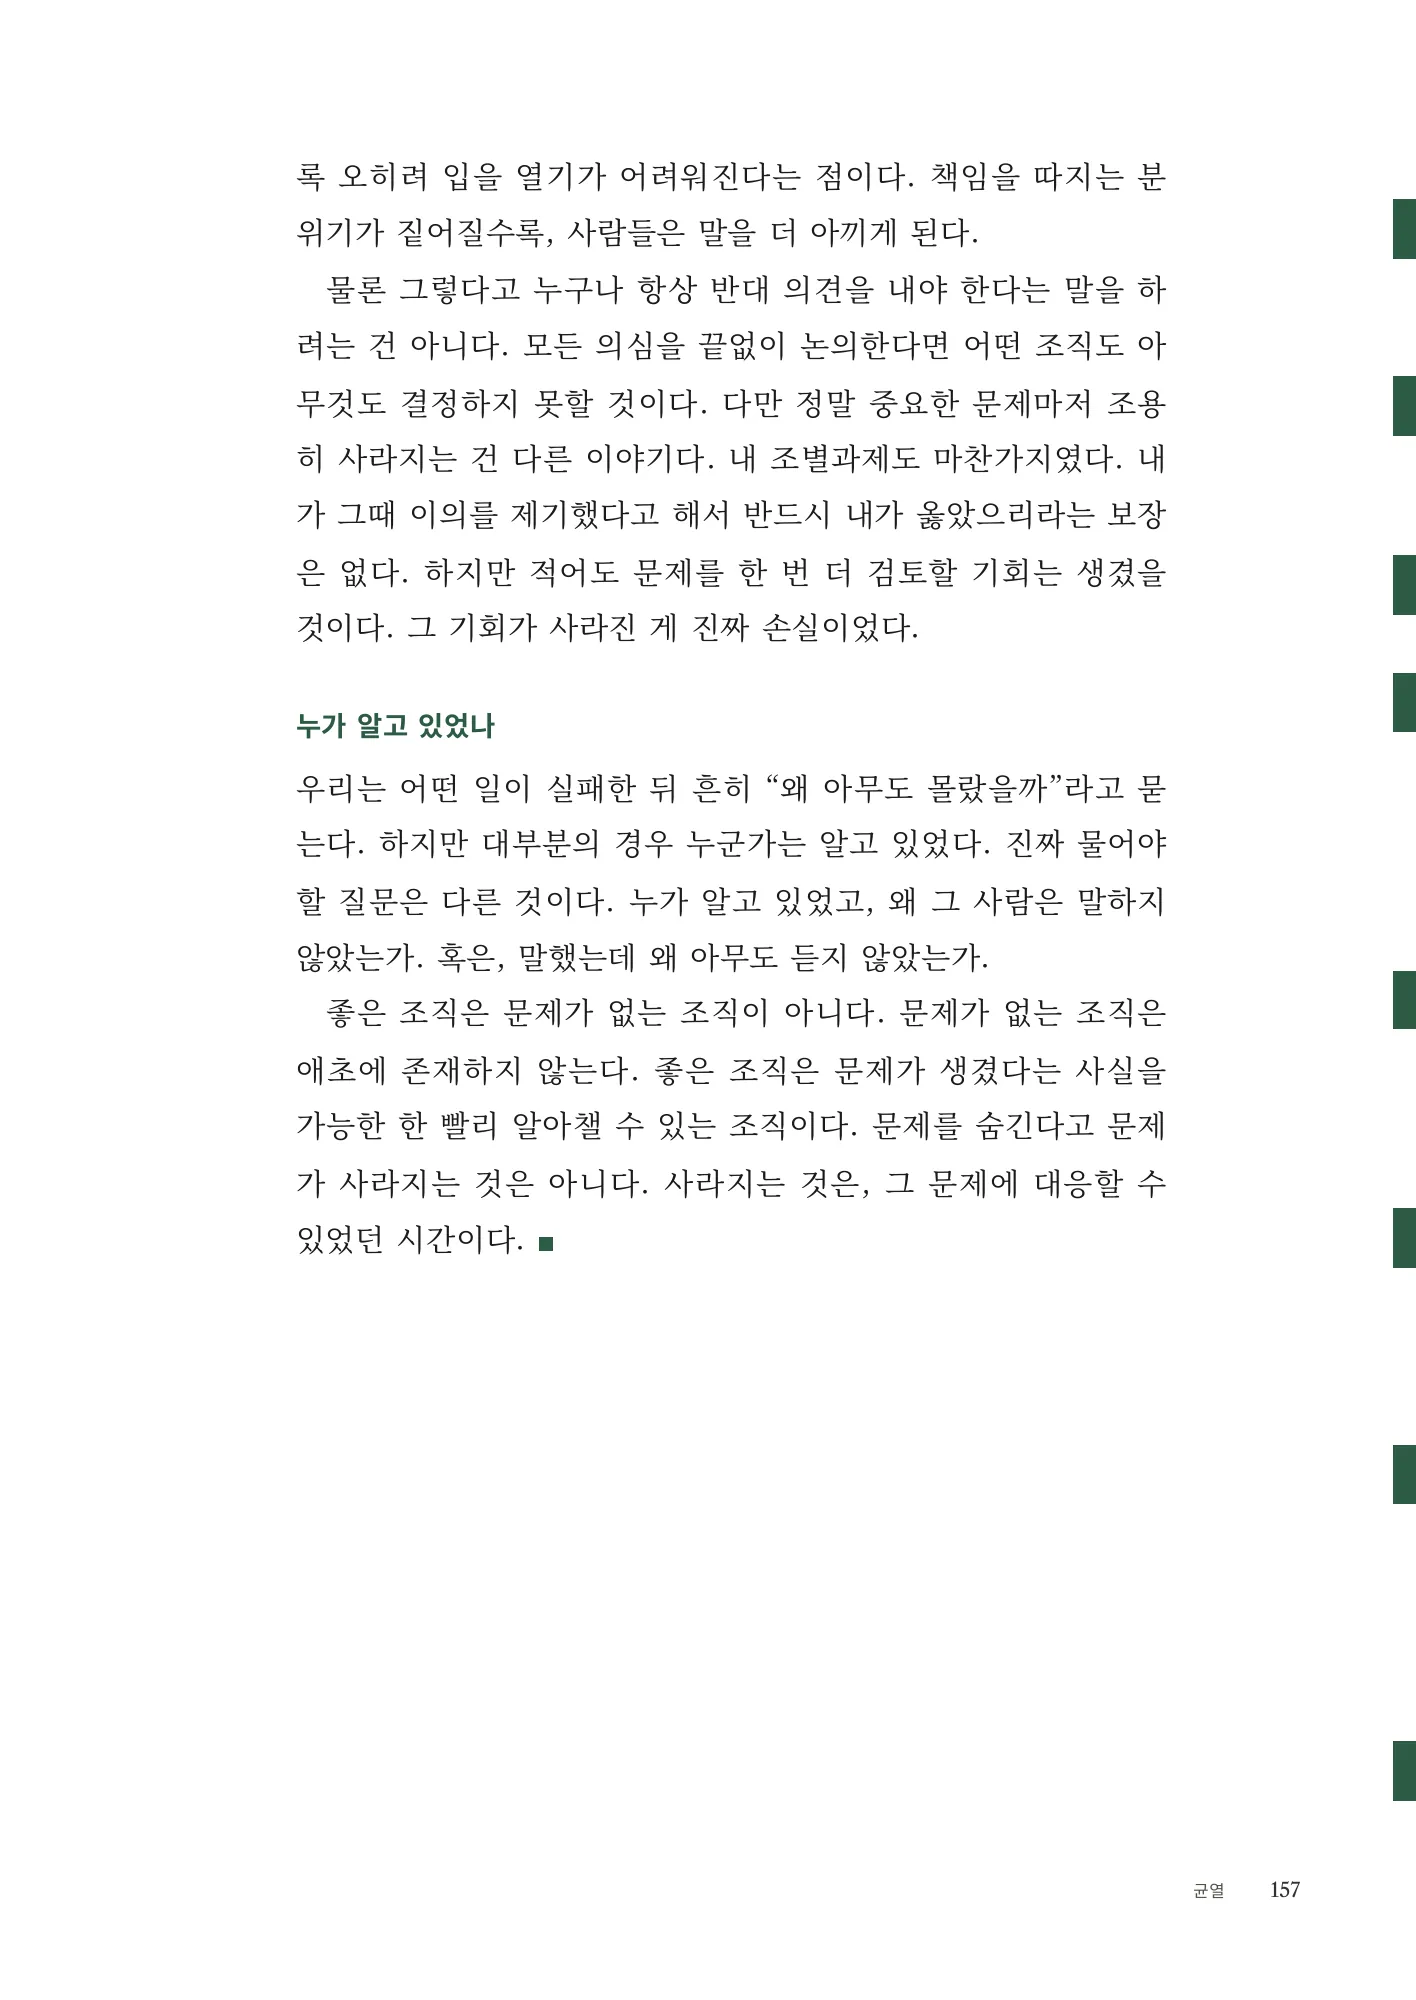 록 오히려 입을 열기가 어려워진다는 점이다. 책임을 따지는 분
위기가 짙어질수록, 사람들은 말을 더 아끼게 된다.
물론 그렇다고 누구나 항상 반대 의견을 내야 한다는 말을 하
려는 건 아니다. 모든 의심을 끝없이 논의한다면 어떤 조직도 아
무것도 결정하지 못할 것이다. 다만 정말 중요한 문제마저 조용
히 사라지는 건 다른 이야기다. 내 조별과제도 마찬가지였다. 내
가 그때 이의를 제기했다고 해서 반드시 내가 옳았으리라는 보장
은 없다. 하지만 적어도 문제를 한 번 더 검토할 기회는 생겼을
것이다. 그 기회가 사라진 게 진짜 손실이었다.
누가 알고 있었나
우리는 어떤 일이 실패한 뒤 흔히 “왜 아무도 몰랐을까”라고 묻
는다. 하지만 대부분의 경우 누군가는 알고 있었다. 진짜 물어야
할 질문은 다른 것이다. 누가 알고 있었고, 왜 그 사람은 말하지
않았는가. 혹은, 말했는데 왜 아무도 듣지 않았는가.
좋은 조직은 문제가 없는 조직이 아니다. 문제가 없는 조직은
애초에 존재하지 않는다. 좋은 조직은 문제가 생겼다는 사실을
가능한 한 빨리 알아챌 수 있는 조직이다. 문제를 숨긴다고 문제
가 사라지는 것은 아니다. 사라지는 것은, 그 문제에 대응할 수
있었던 시간이다. ■
균열 157